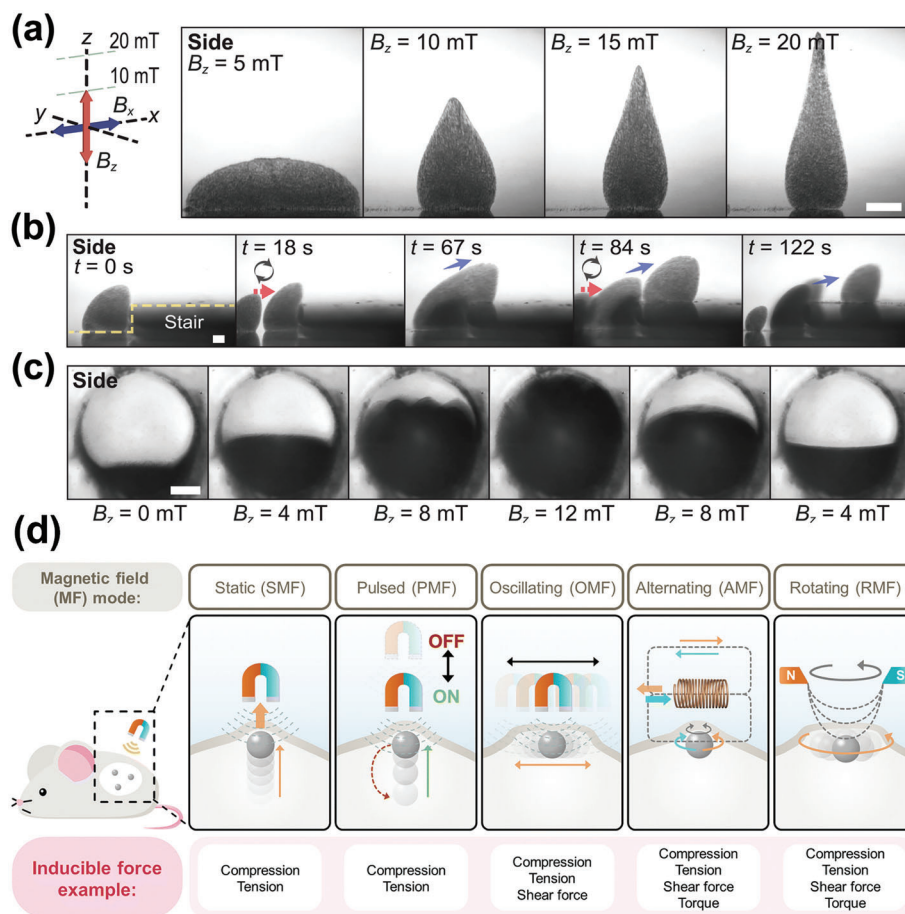 (a)
z
20 mT
10 mT
y
Bx
x
Bz
Side
Bz = 5 mT
Bz = 10 mT
Bz = 15 mT
Bz = 20 mT
(b)
Side
t = 0 s
Stair
t = 18 s
t = 67 s
t = 84 s
t = 122 s
(c)
Side
Bz = 0 mT
Bz = 4 mT
Bz = 8 mT
Bz = 12 mT
Bz = 8 mT
Bz = 4 mT
(d)
Magnetic field
(MF) mode:
Static (SMF)
Pulsed (PMF)
Oscillating (OMF)
Alternating (AMF)
Rotating (RMF)
OFF
ON
N
S
Inducible force
example:
Compression
Tension
Compression
Tension
Compression
Tension
Shear force
Compression
Tension
Shear force
Torque
Compression
Tension
Shear force
Torque